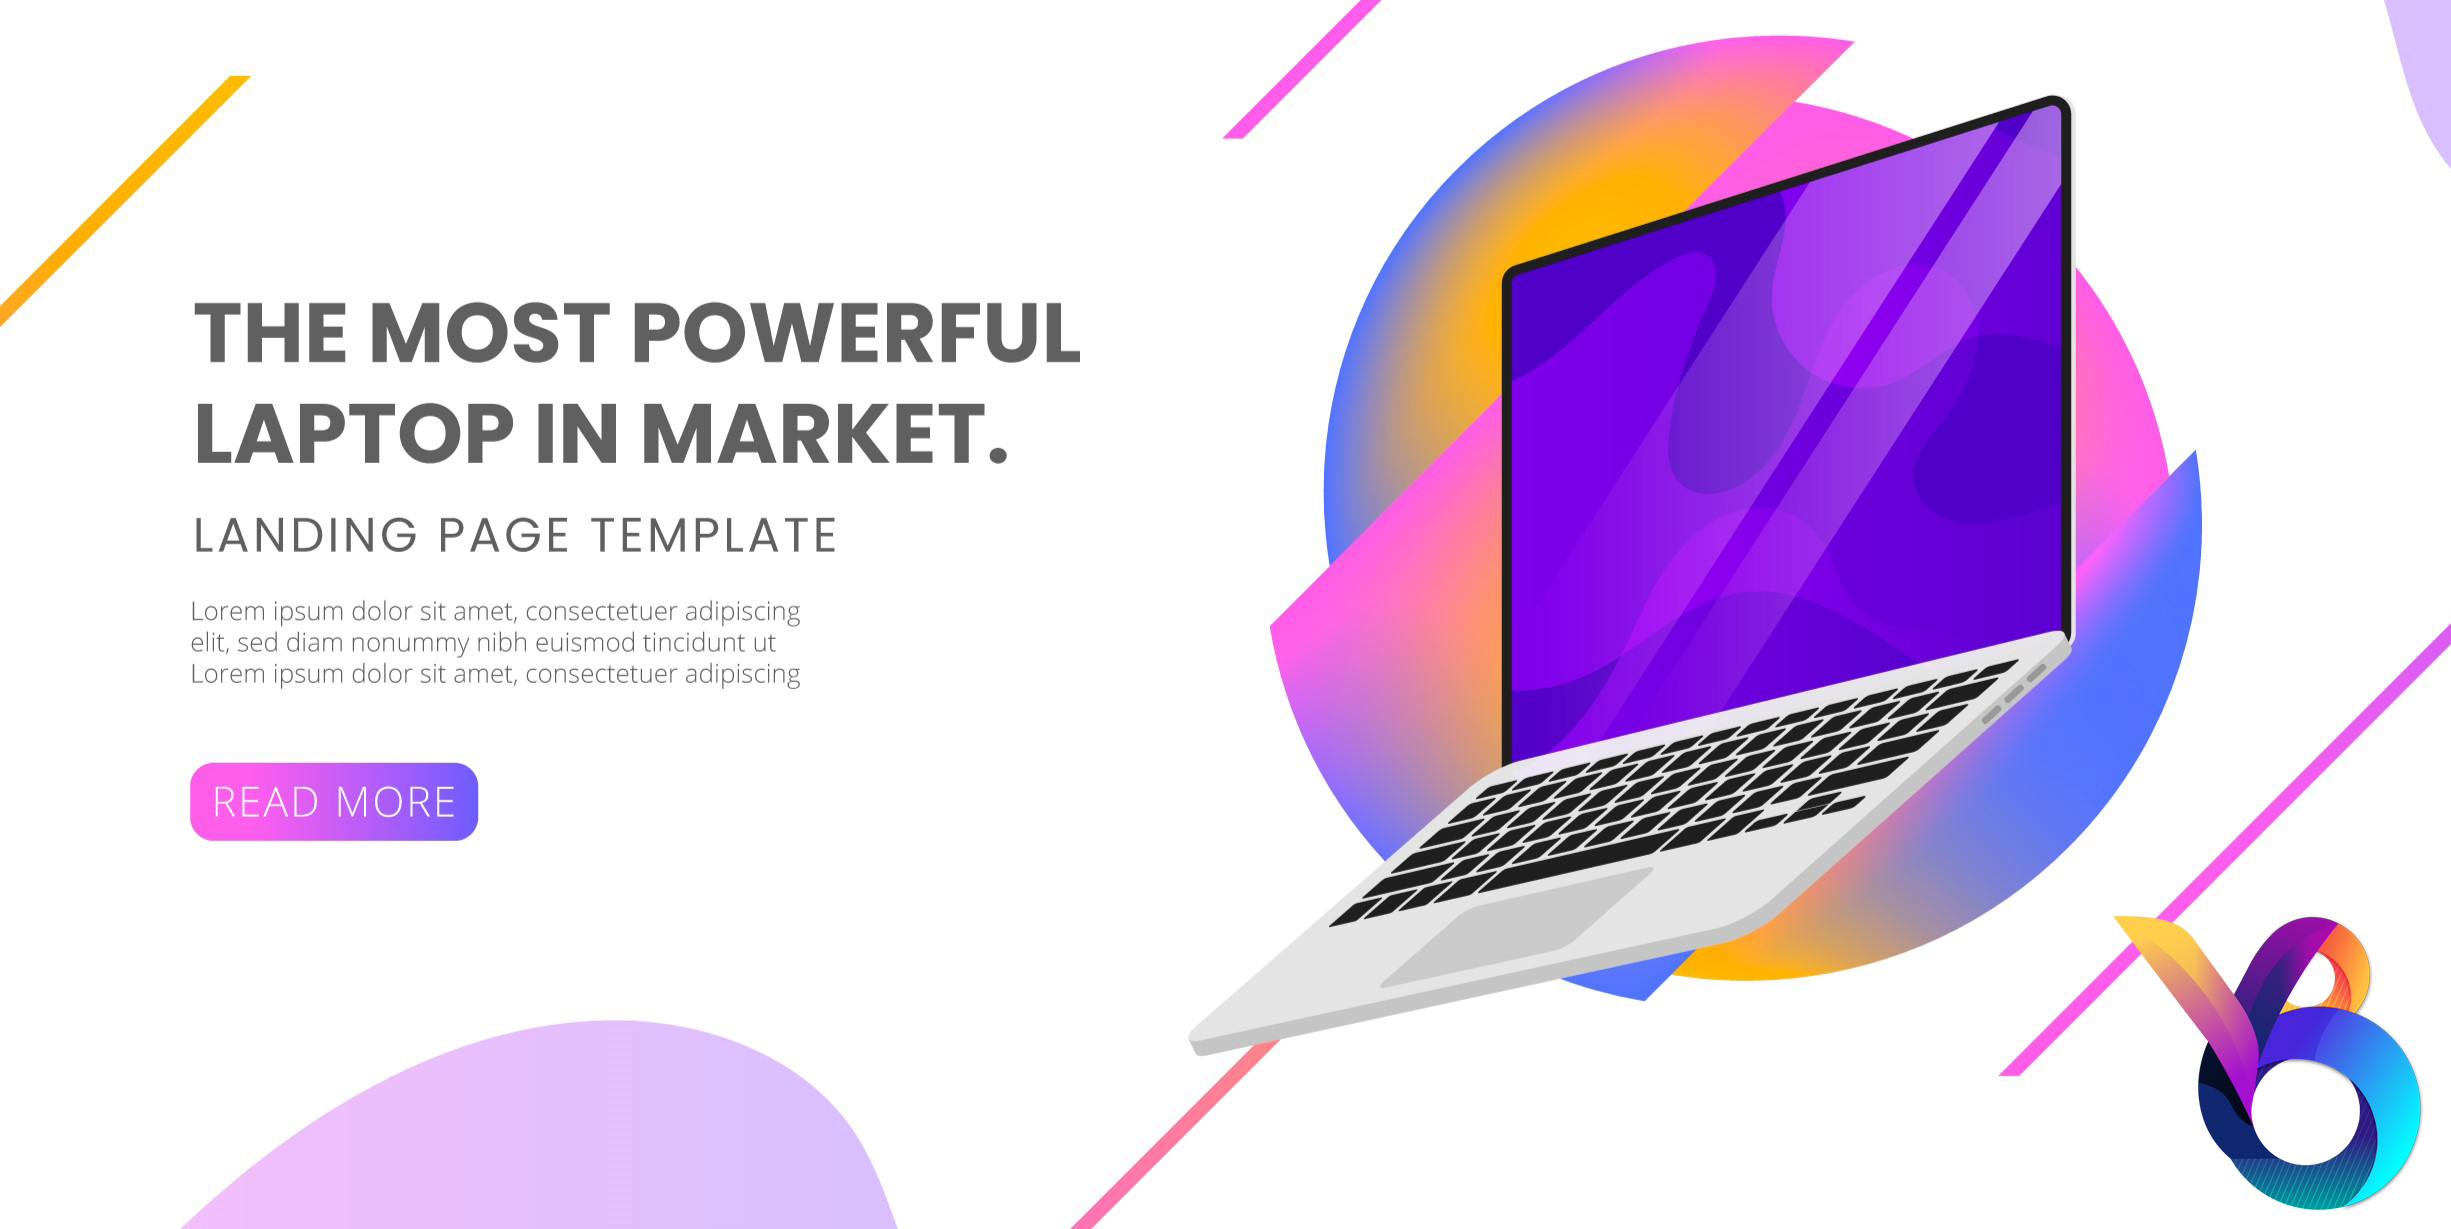 THE MOST POWERFUL
LAPTOP IN MARKET.
LANDING PAGE TEMPLATE
Lorem ipsum dolor sit amet, consectetuer adipiscing
elit, sed diam nonummy nibh euismod tincidunt ut
Lorem ipsum dolor sit amet, consectetuer adipiscing
READ MORE